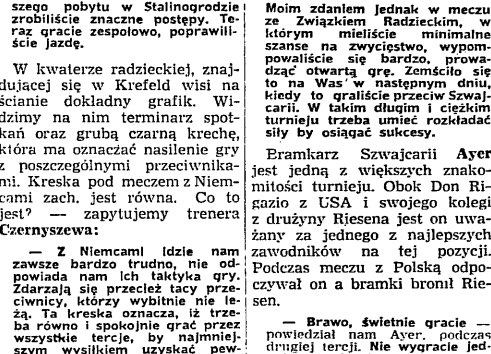 szego pobytu w Stalinogrodzie
zrobiliście znaczne postępy. Te-
raz gracie zespołowo, poprawili-
ście jazdę.
W kwaterze radzieckiej, znaj-
dującej się w Krefeld wisi na
ścianie dokładny grafik. Wi-
dzimy na nim terminarz spot-
kań oraz grubą czarną krechę,
która ma oznaczać nasilenie gry
z poszczególnymi przeciwnika-
mi. Kreska pod meczem z Niem-
cami zach. jest równa. Co to
jest? — zapytujemy trenera
Czernyszewa:
— Z Niemcami idzie nam
zawsze bardzo trudno, nie od-
powiada nam ich taktyka gry.
Zdarzają się przecież tacy prze-
ciwnicy, którzy wybitnie nie le-
żą. Ta kreska oznacza, iż trze-
ba równo i spokojnie grać przez
wszystkie tercje, by najmniej-
szym wysiłkiem uzyskać pew-
Moim zdaniem jednak w meczu
ze Związkiem Radzieckim, w
którym mieliście minimalne
szanse na zwycięstwo, wypom-
powaliście się bardzo, prowa-
dząc otwartą grę. Zemściło się
to na Was w następnym dniu,
kiedy to graliście przeciw Szwaj-
carii. W takim długim i ciężkim
turnieju trzeba umieć rozkładać
siły by osiągać sukcesy.
Bramkarz Szwajcarii Ayer
jest jedną z większych znako-
mitości turnieju. Obok Don Ri-
gazio z USA i swojego kolegi
z drużyny Rjesena jest on uwa-
żany za jednego z najlepszych
zawodników na tej pozycji.
Podczas meczu z Polską odpo-
czywał on a bramki bronił Rie-
sen.
— Brawo, świetnie gracie —
powiedział nam Ayer, podczas
drugiej tercji. Nie wygracie jed-